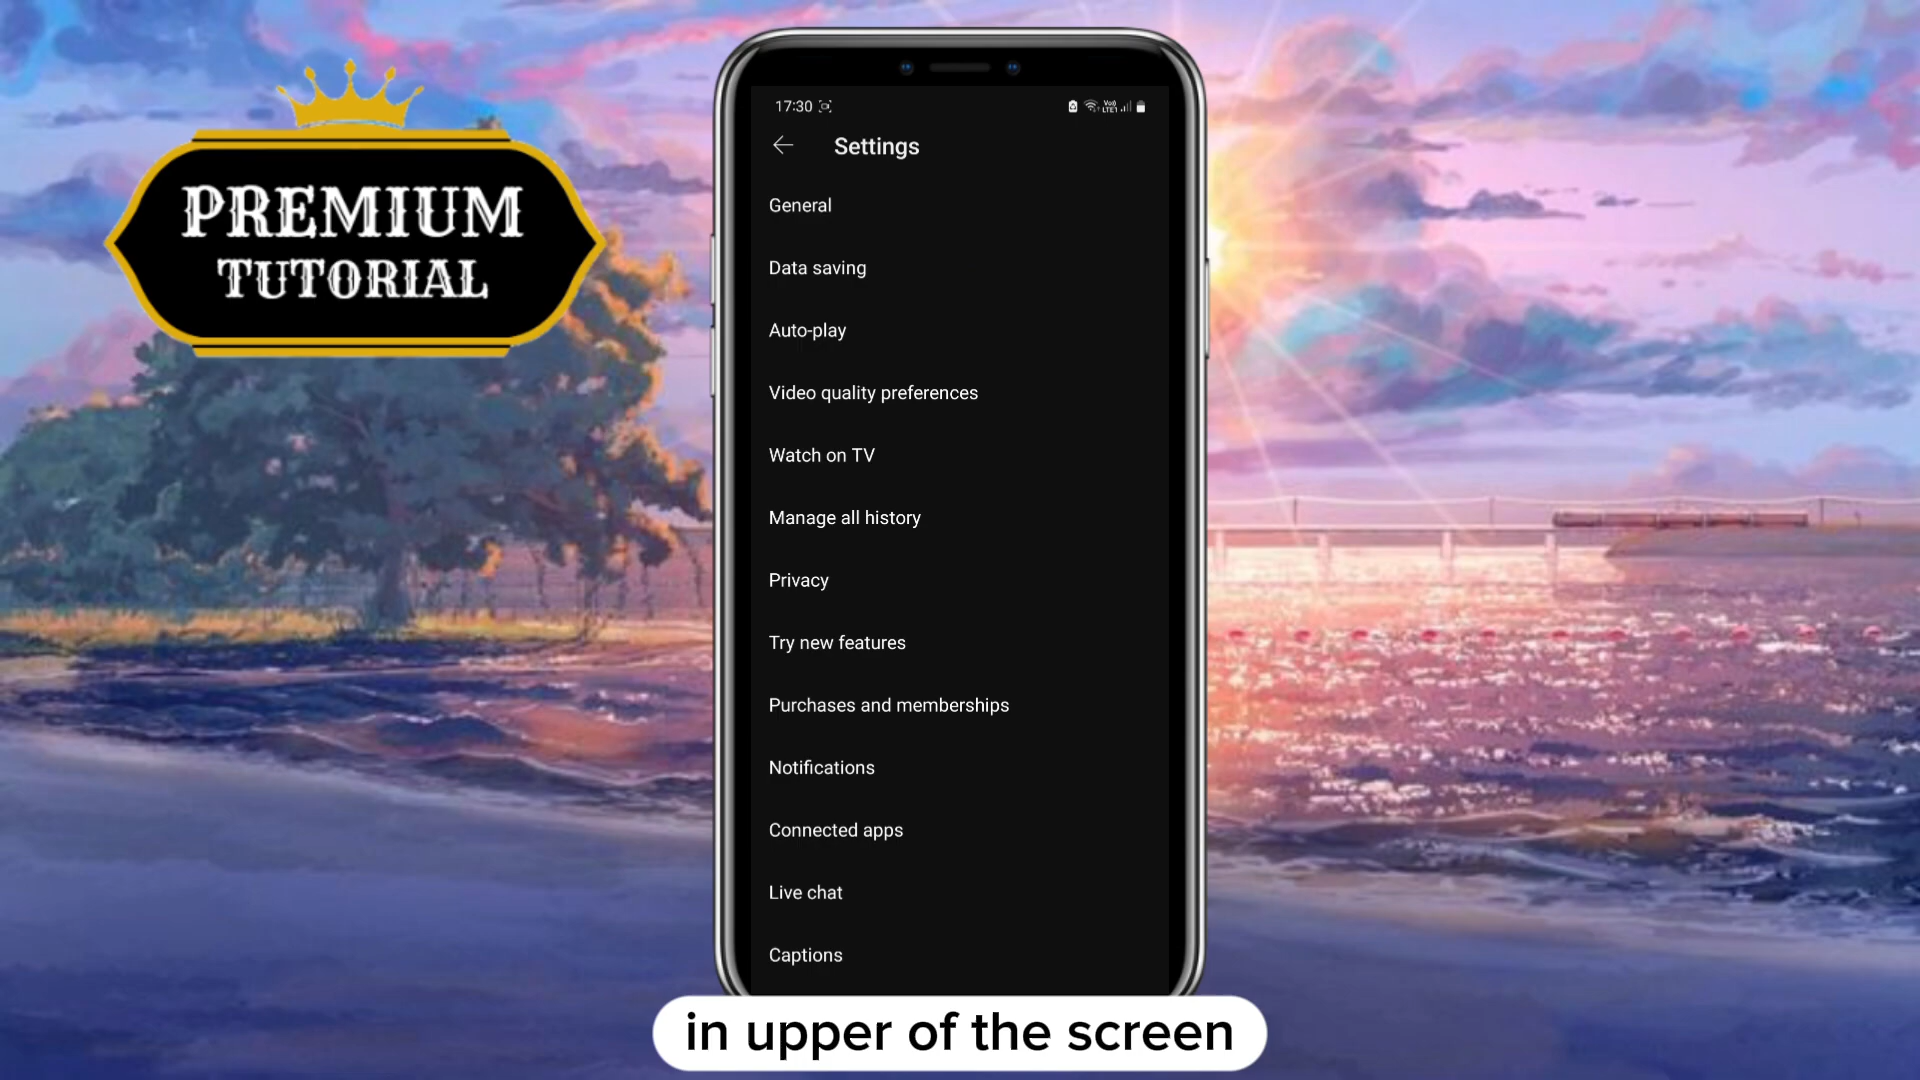 PREMIUM
TUTORIAL
17:30
Settings
General
Data saving
Auto-play
Video quality preferences
Watch on TV
Manage all history
Privacy
Try new features
Purchases and memberships
Notifications
Connected apps
Live chat
Captions
in upper of the screen